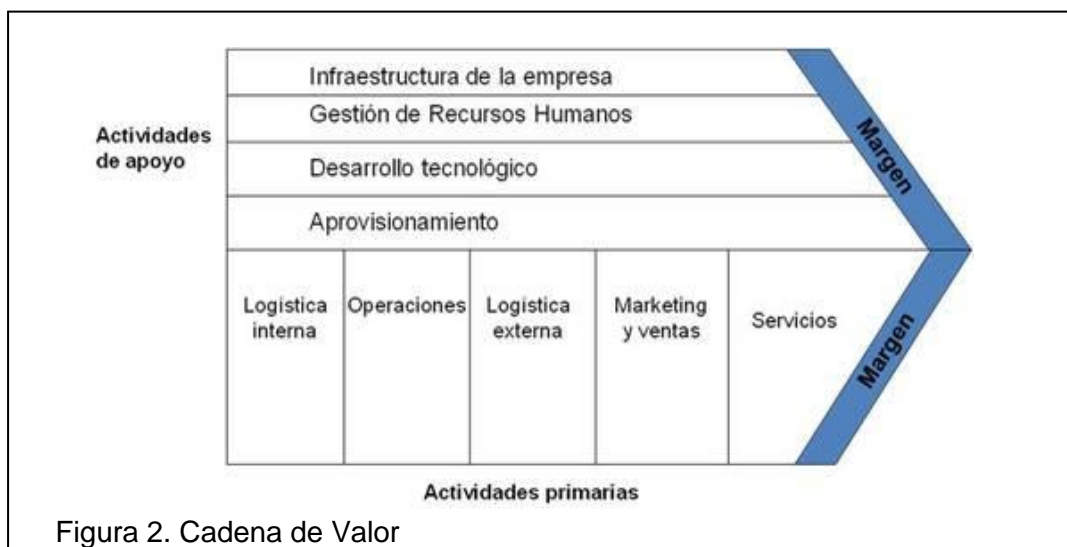 Infraestructura de la empresa
Gestión de Recursos Humanos
Actividades
de apoyo
Desarrollo tecnológico
Aprovisionamiento
Margen
Logística
interna
Operaciones
Logística
externa
Marketing
y ventas
Servicios
Margen
Actividades primarias
Figura 2. Cadena de Valor